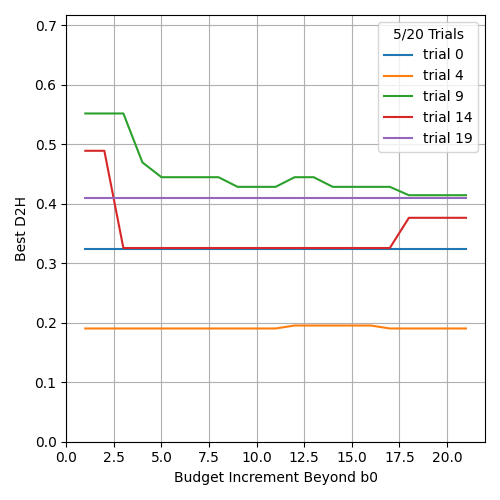 5/20 Trials
trial 0
trial 4
trial 9
trial 14
trial 19
Best D2H
0.7
0.6
0.5
0.4
0.3
0.2
0.1
0.0
0.0 2.5 5.0 7.5 10.0 12.5 15.0 17.5 20.0
Budget Increment Beyond b0